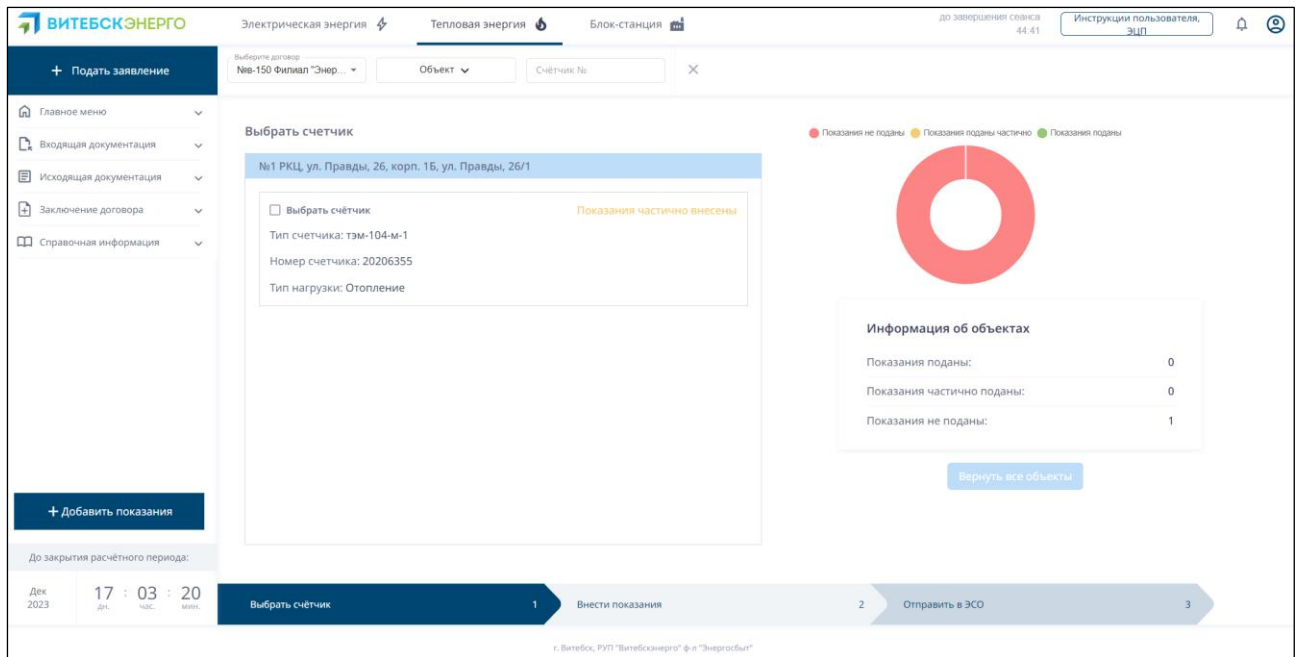 ВИТЕБСКЭНЕРГО
Электрическая энергия
Тепловая энергия
Блок-станция
до завершения сеанса
44:41
Инструкции пользователя,
ЭЦП
+ Подать заявление
Выберите договор
№в-150 Филиал "Энер...
Объект
Счётчик №
Главное меню
Входящая документация
Исходящая документация
Заключение договора
Справочная информация
Выбрать счетчик
№1 РКЦ, ул. Правды, 26, корп. 1Б, ул. Правды, 26/1
Выбрать счётчик
Показания частично внесены
Тип счетчика: тэм-104-м-1
Номер счетчика: 20206355
Тип нагрузки: Отопление
Показания не поданы
Показания поданы частично
Показания поданы
Информация об объектах
Показания поданы: 0
Показания частично поданы: 0
Показания не поданы: 1
Вернуть все объекты
+ Добавить показания
До закрытия расчётного периода:
Дек
2023
17 : 03 : 20
дн. час. мин.
Выбрать счётчик 1
Внести показания 2
Отправить в ЭСО 3
г. Витебск, РУП "Витебскэнерго" ф-л "Энергосбыт"